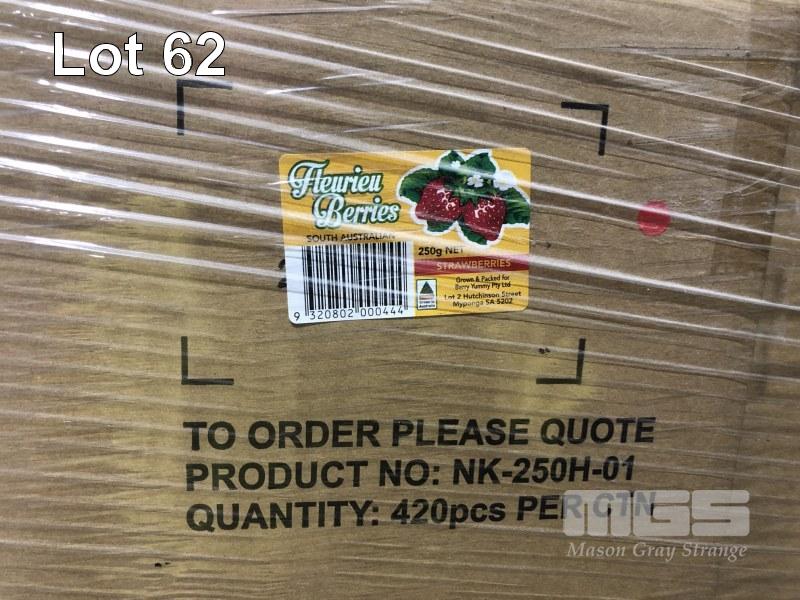 Lot 62
Fleurieu
Berries
SOUTH AUSTRALIAN
250g NET
STRAWBERRIES
Grown & Packed for
Berry Yummy Pty Ltd
Lot 2 Hutchinson Street
Myponga SA 5202
9 320802 000444
TO ORDER PLEASE QUOTE
PRODUCT NO: NK-250H-01
QUANTITY: 420pcs PER CTN
MGS
Mason Gray Strange